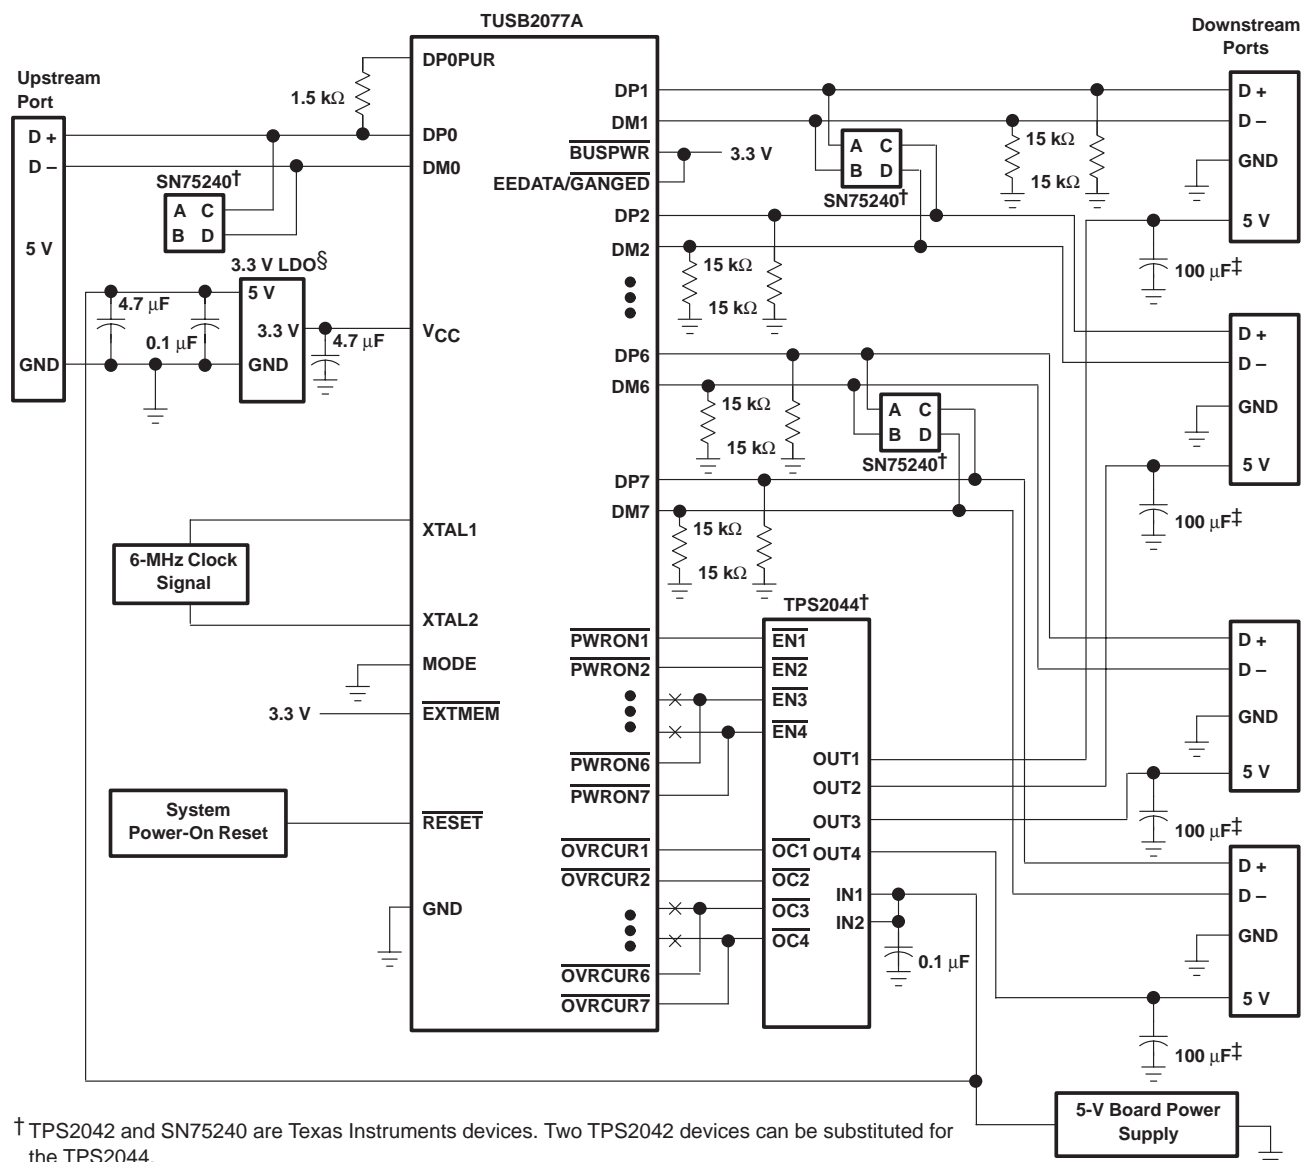 TUSB2077A
Downstream
Ports
Upstream
Port
D +
D –
5 V
GND
1.5 kΩ
SN75240†
A C
B D
3.3 V LDO§
5 V
3.3 V
GND
4.7 μF
0.1 μF
4.7 μF
6-MHz Clock
Signal
3.3 V
System
Power-On Reset
DP0PUR
DP0
DM0
VCC
XTAL1
XTAL2
MODE
EXTMEM
RESET
GND
DP1
DM1
BUSPWR
EEDATA/GANGED
DP2
DM2
DP6
DM6
DP7
DM7
PWRON1
PWRON2
PWRON6
PWRON7
OVRCUR1
OVRCUR2
OVRCUR6
OVRCUR7
3.3 V
A C
B D
SN75240†
15 kΩ
15 kΩ
15 kΩ
15 kΩ
15 kΩ
15 kΩ
A C
B D
SN75240†
15 kΩ
15 kΩ
TPS2044†
EN1
EN2
EN3
EN4
OUT1
OUT2
OUT3
OC1 OUT4
OC2
IN1
OC3
IN2
OC4
0.1 μF
D +
D –
GND
5 V
100 μF‡
D +
D –
GND
5 V
100 μF‡
D +
D –
GND
5 V
100 μF‡
D +
D –
GND
5 V
100 μF‡
5-V Board Power
Supply
† TPS2042 and SN75240 are Texas Instruments devices. Two TPS2042 devices can be substituted for
the TPS2044.